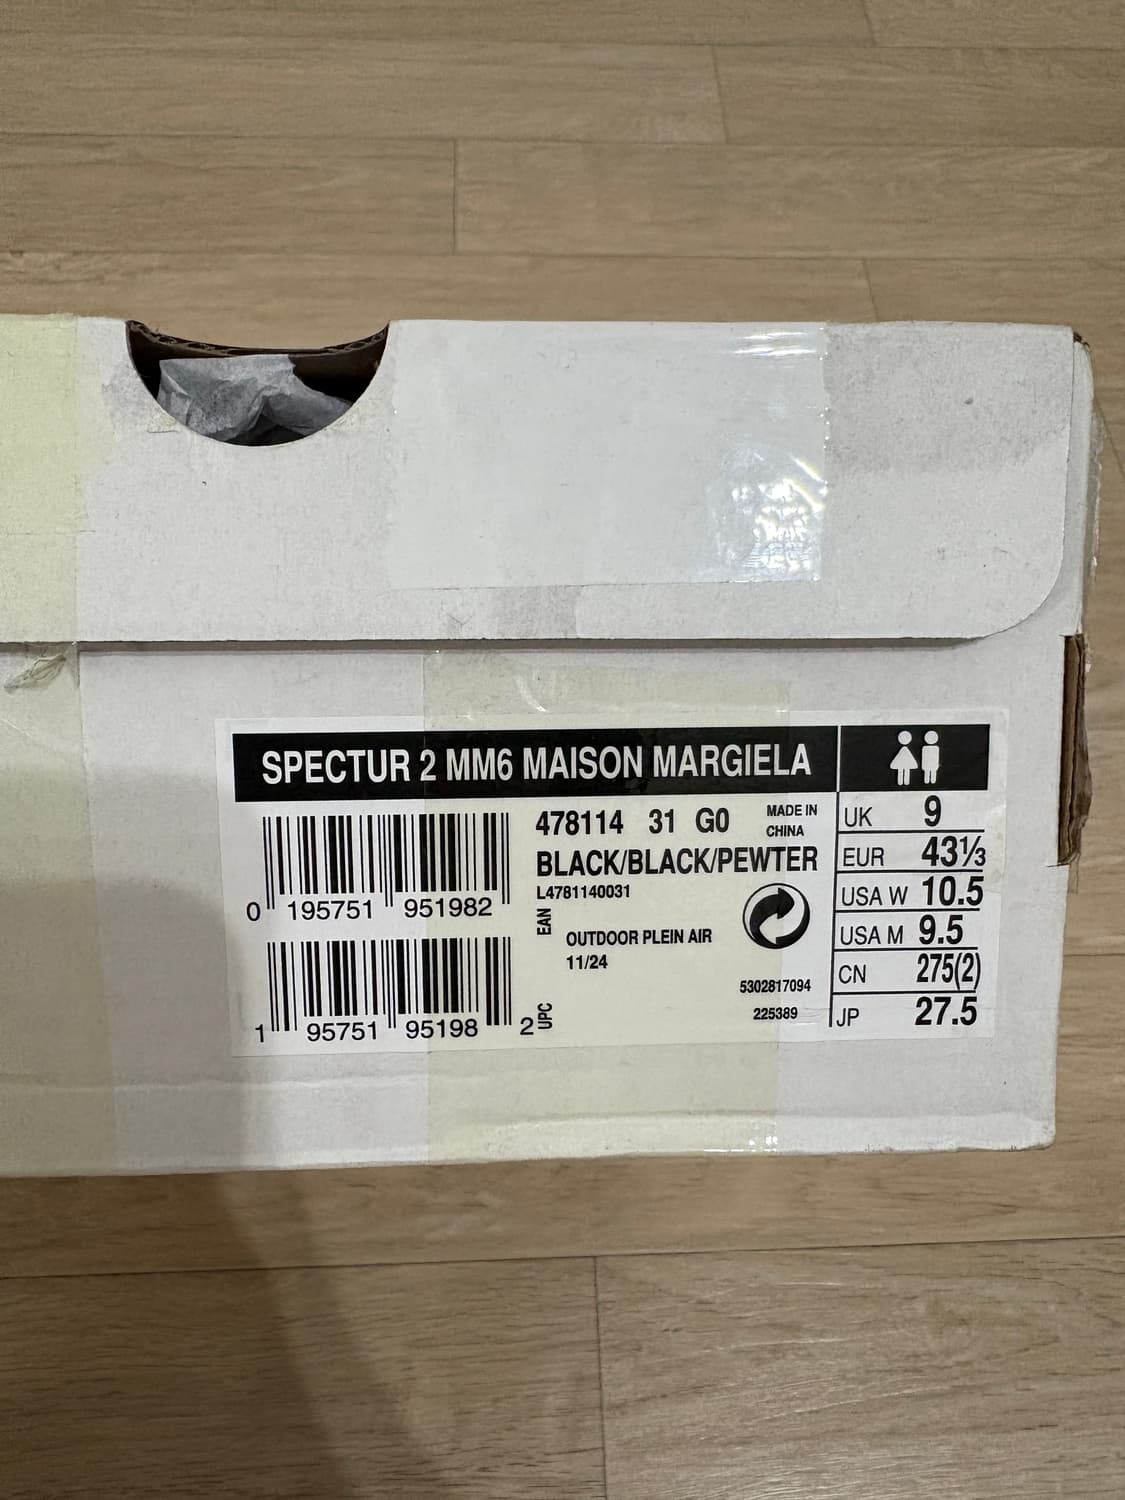 SPECTUR 2 MM6 MAISON MARGIELA
478114 31 G0 MADE IN CHINA
BLACK/BLACK/PEWTER
L4781140031
EAN
0 195751 951982
OUTDOOR PLEIN AIR
11/24
5302817094
225389
UPC
1 95751 95198 2
UK 9
EUR 43⅓
USA W 10.5
USA M 9.5
CN 275(2)
JP 27.5